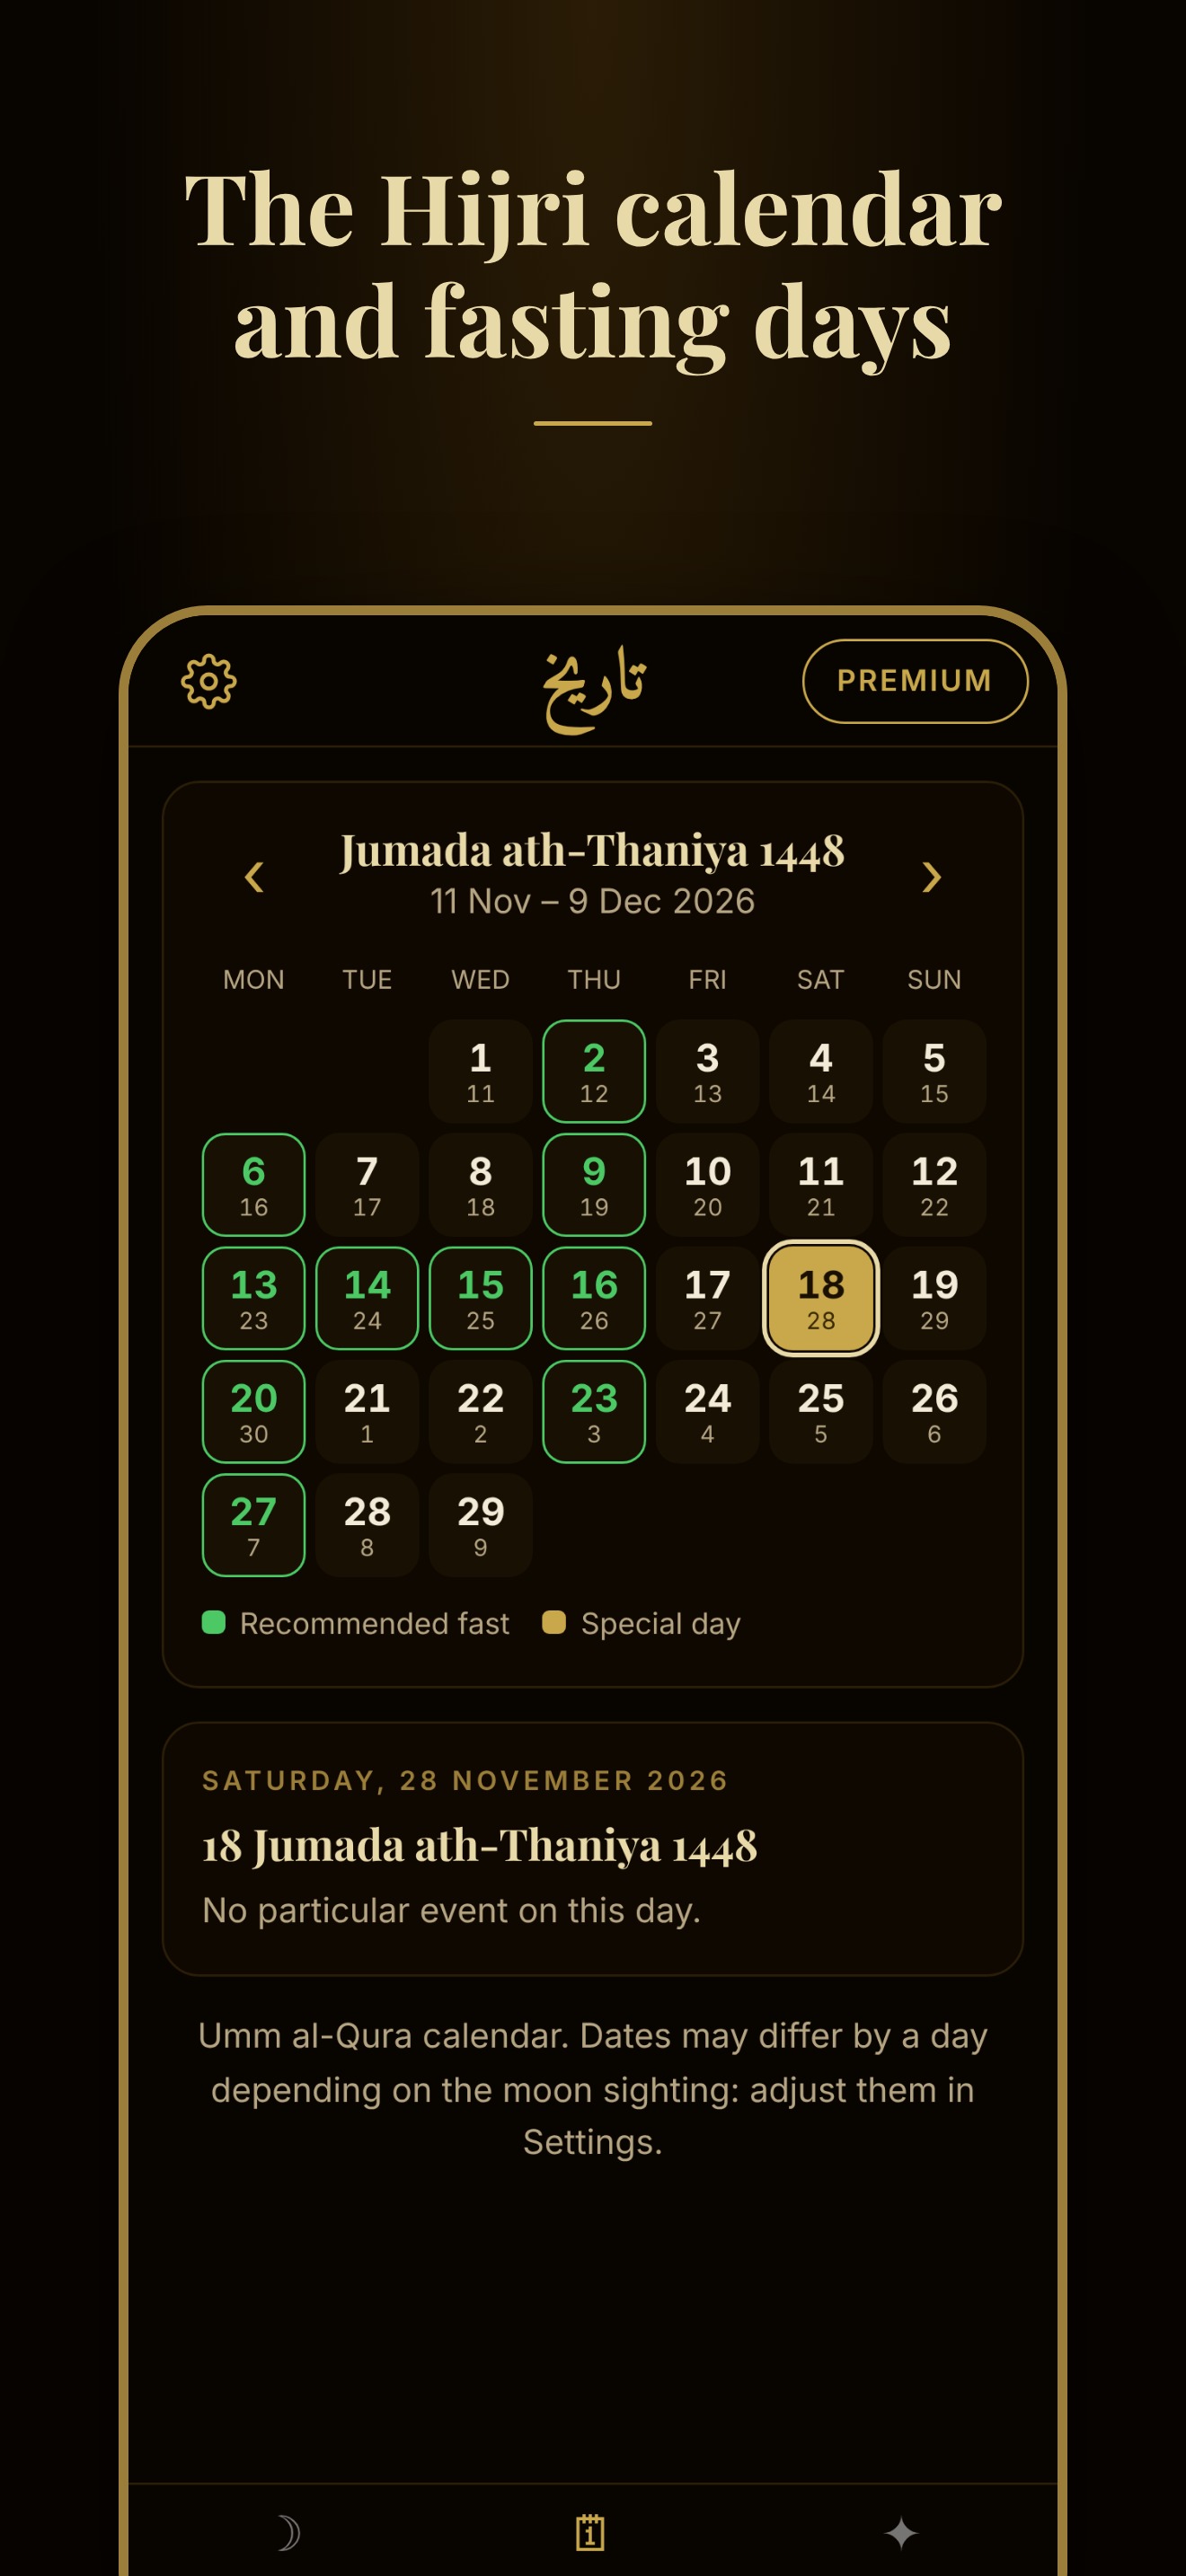 The Hijri calendar
and fasting days
تاريخ
PREMIUM
‹ Jumada ath-Thaniya 1448 ›
11 Nov – 9 Dec 2026
MON TUE WED THU FRI SAT SUN
1 2 3 4 5
11 12 13 14 15
6 7 8 9 10 11 12
16 17 18 19 20 21 22
13 14 15 16 17 18 19
23 24 25 26 27 28 29
20 21 22 23 24 25 26
30 1 2 3 4 5 6
27 28 29
7 8 9
Recommended fast Special day
SATURDAY, 28 NOVEMBER 2026
18 Jumada ath-Thaniya 1448
No particular event on this day.
Umm al-Qura calendar. Dates may differ by a day
depending on the moon sighting: adjust them in
Settings.
1